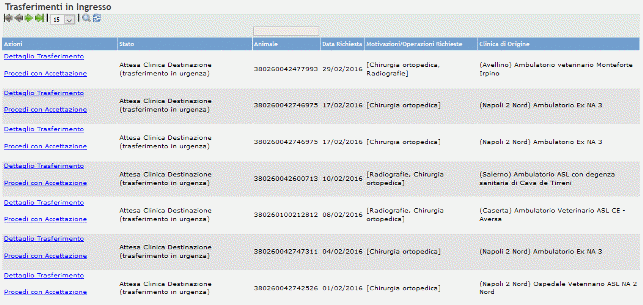 Trasferimenti in Ingresso
15
Azioni Stato Animale Data Richiesta Motivazioni/Operazioni Richieste Clinica di Origine
Dettaglio Trasferimento
Procedi con Accettazione
Attesa Clinica Destinazione
(trasferimento in urgenza)
380260042477993 29/02/2016
[Chirurgia ortopedica,
Radiografie]
(Avellino) Ambulatorio veterinario Monteforte
Irpino
Dettaglio Trasferimento
Procedi con Accettazione
Attesa Clinica Destinazione
(trasferimento in urgenza)
380260042746975 17/02/2016 [Chirurgia ortopedica] (Napoli 2 Nord) Ambulatorio Ex NA 3
Dettaglio Trasferimento
Procedi con Accettazione
Attesa Clinica Destinazione
(trasferimento in urgenza)
380260042746975 17/02/2016 [Chirurgia ortopedica] (Napoli 2 Nord) Ambulatorio Ex NA 3
Dettaglio Trasferimento
Procedi con Accettazione
Attesa Clinica Destinazione
(trasferimento in urgenza)
380260042600713 10/02/2016
[Radiografie, Chirurgia
ortopedica]
(Salerno) Ambulatorio ASL con degenza
sanitaria di Cava de Tirreni
Dettaglio Trasferimento
Procedi con Accettazione
Attesa Clinica Destinazione
(trasferimento in urgenza)
380260100212812 08/02/2016
[Radiografie, Chirurgia
ortopedica]
(Caserta) Ambulatorio Veterinario ASL CE -
Aversa
Dettaglio Trasferimento
Procedi con Accettazione
Attesa Clinica Destinazione
(trasferimento in urgenza)
380260042747311 04/02/2016 [Chirurgia ortopedica] (Napoli 2 Nord) Ambulatorio Ex NA 3
Dettaglio Trasferimento
Procedi con Accettazione
Attesa Clinica Destinazione
(trasferimento in urgenza)
380260042742526 01/02/2016 [Chirurgia ortopedica]
(Napoli 2 Nord) Ospedale Veterinario ASL NA 2
Nord